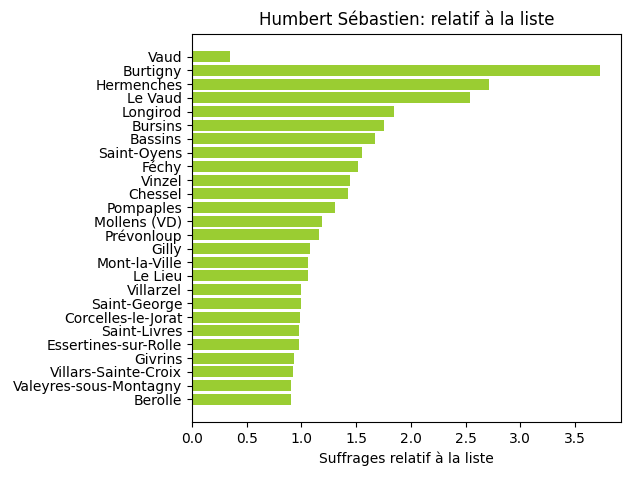 Humbert Sébastien: relatif à la liste
Vaud
Burtigny
Hermenches
Le Vaud
Longirod
Bursins
Bassins
Saint-Oyens
Féchy
Vinzel
Chessel
Pompaples
Mollens (VD)
Prévonloup
Gilly
Mont-la-Ville
Le Lieu
Villarzel
Saint-George
Corcelles-le-Jorat
Saint-Livres
Essertines-sur-Rolle
Givrins
Villars-Sainte-Croix
Valeyres-sous-Montagny
Berolle
0.0 0.5 1.0 1.5 2.0 2.5 3.0 3.5
Suffrages relatif à la liste